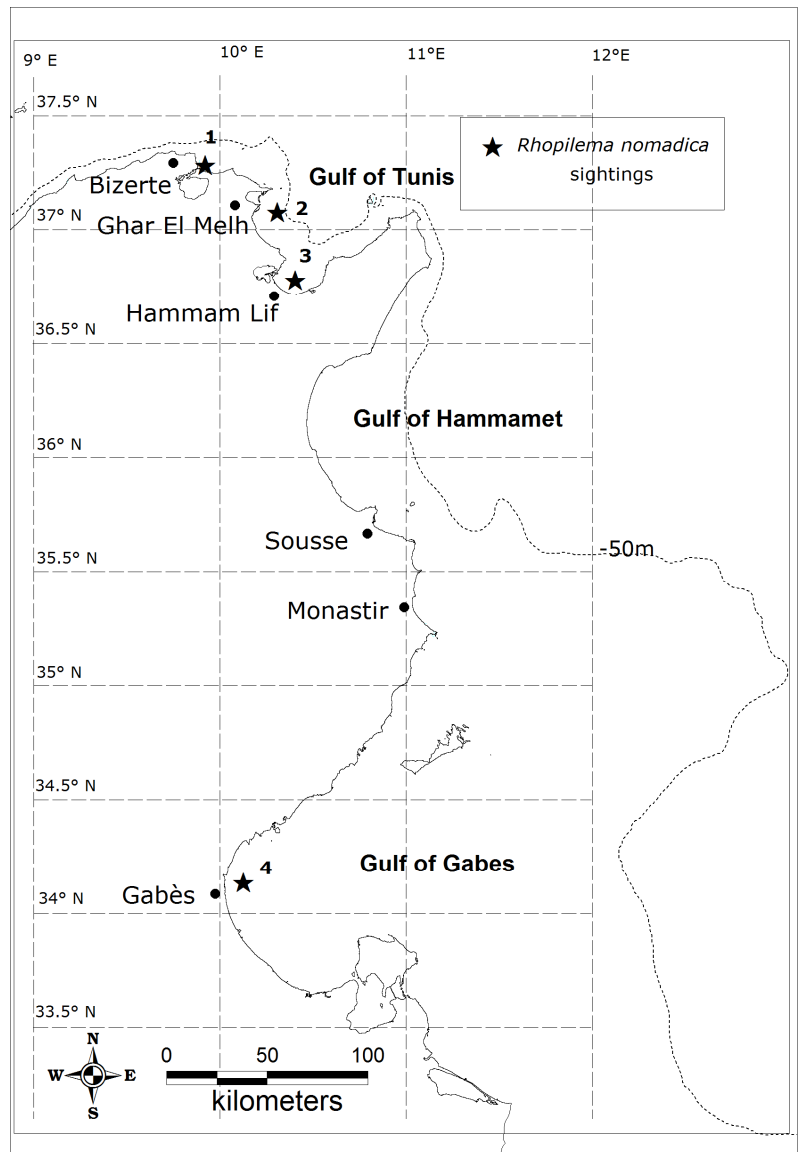 9° E
10° E
11°E
12°E
37.5° N
1
Rhopilema nomadica
sightings
Bizerte
Gulf of Tunis
2
37° N
Ghar El Melh
3
Hammam Lif
36.5° N
Gulf of Hammamet
36° N
Sousse
-50m
35.5° N
Monastir
35° N
34.5° N
4
Gulf of Gabes
Gabès
34° N
33.5° N
N
W
E
S
0
50
100
kilometers